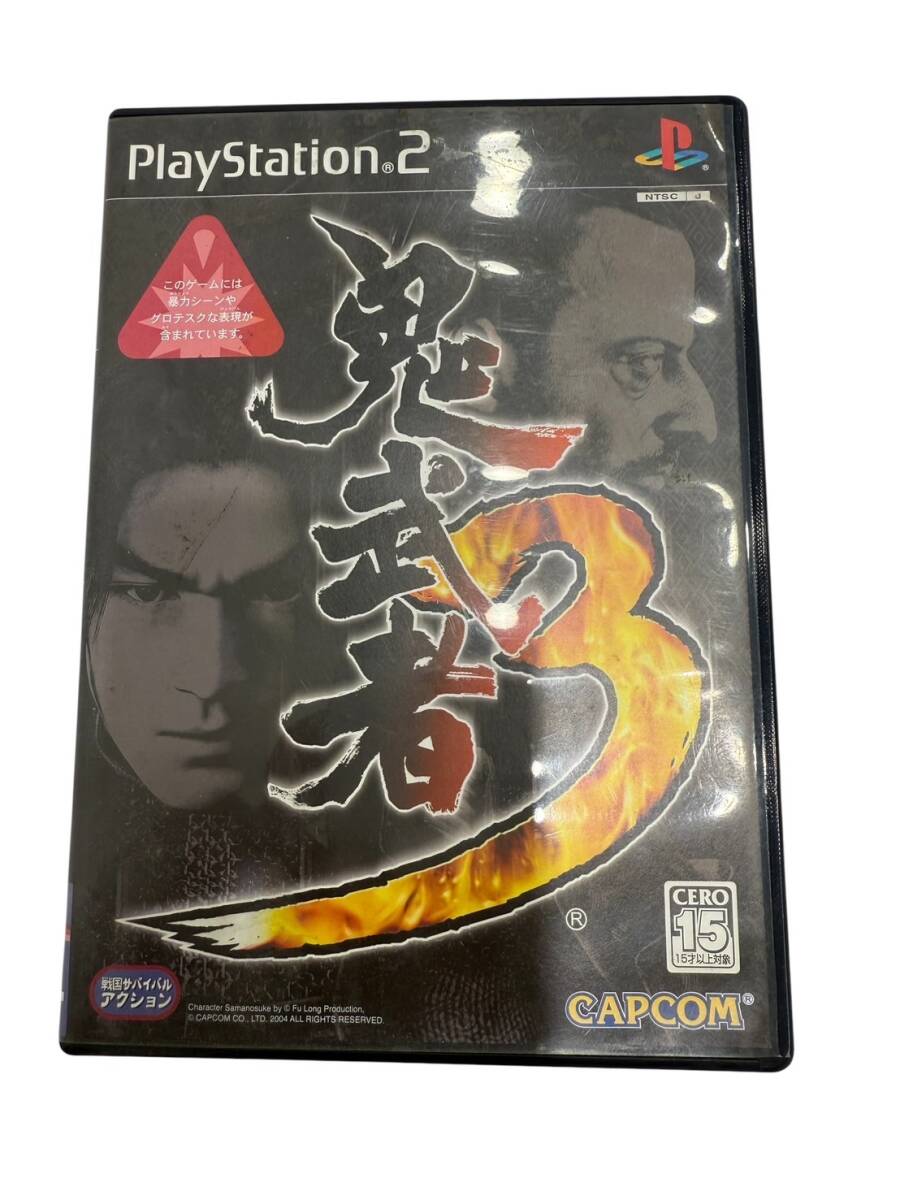 PlayStation®2
NTSC J
このゲームには
暴力シーンや
グロテスクな表現が
含まれています。
鬼武者
3
®
CERO
15
15才以上対象
戦国サバイバル
アクション
Character Samanosuke by © Fu Long Production,
© CAPCOM CO., LTD. 2004 ALL RIGHTS RESERVED.
CAPCOM®